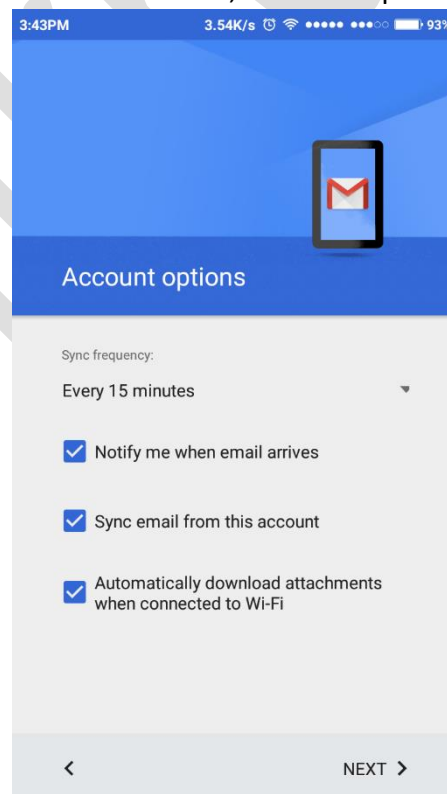 3:43PM 3.54K/s 93%
Account options
Sync frequency:
Every 15 minutes
Notify me when email arrives
Sync email from this account
Automatically download attachments
when connected to Wi-Fi
NEXT